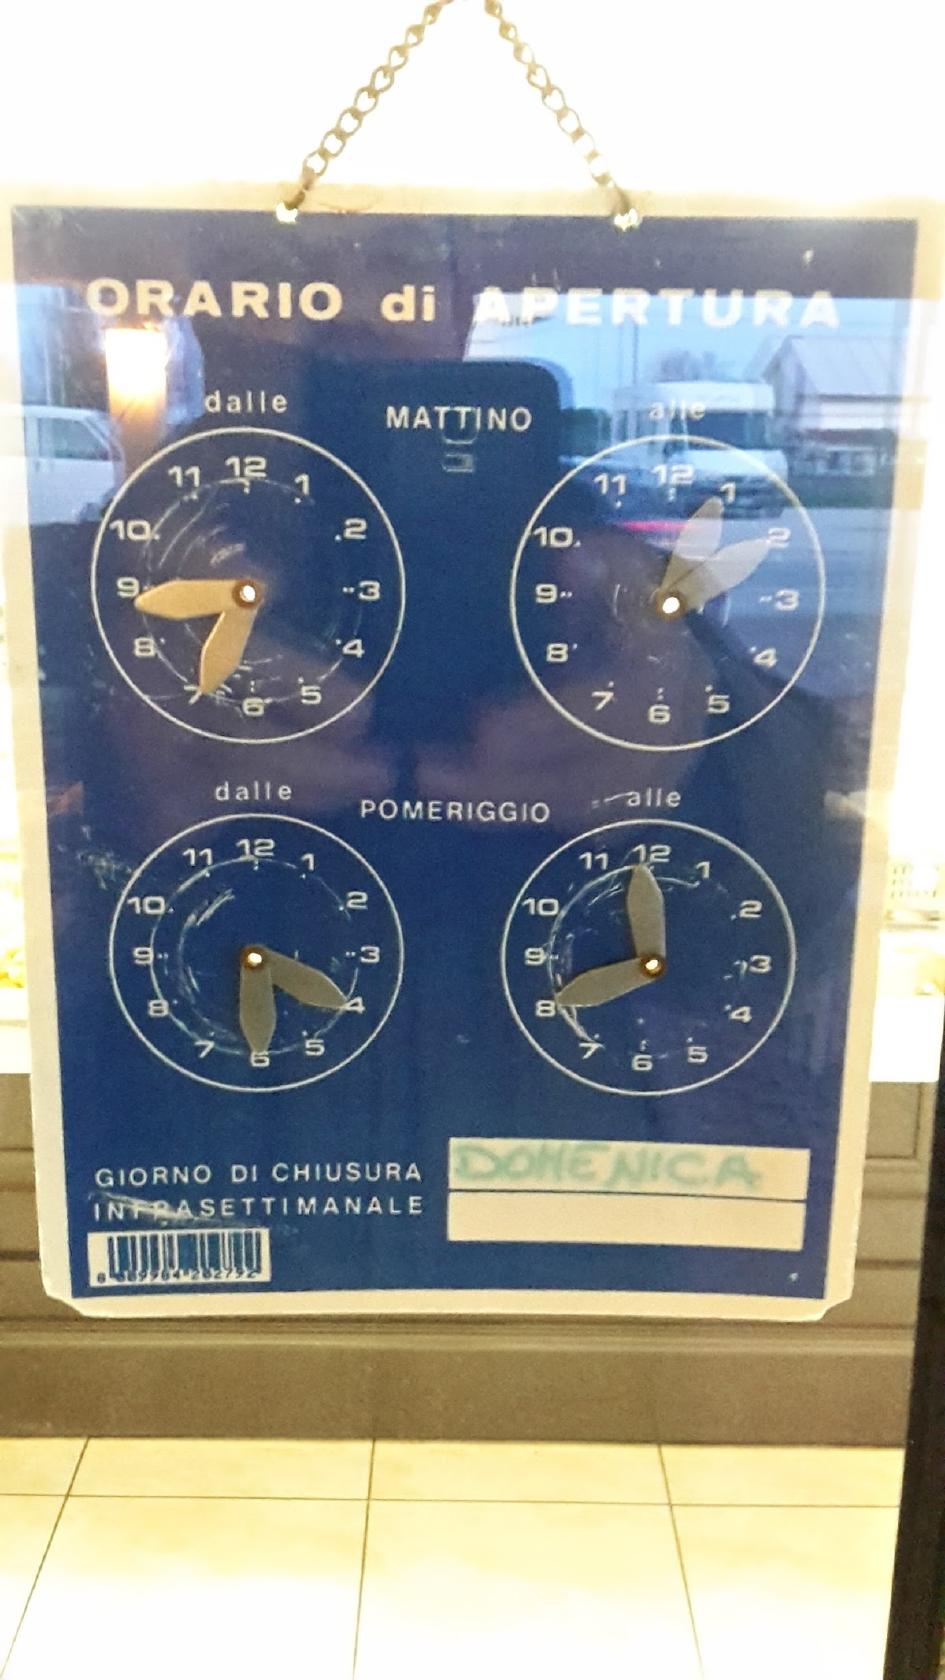 ORARIO di APERTURA
dalle MATTINO alle
12 1 2 3 4 5 6 7 8 9 10 11
12 1 2 3 4 5 6 7 8 9 10 11
dalle POMERIGGIO alle
12 1 2 3 4 5 6 7 8 9 10 11
12 1 2 3 4 5 6 7 8 9 10 11
GIORNO DI CHIUSURA DOMENICA
INFRASETTIMANALE